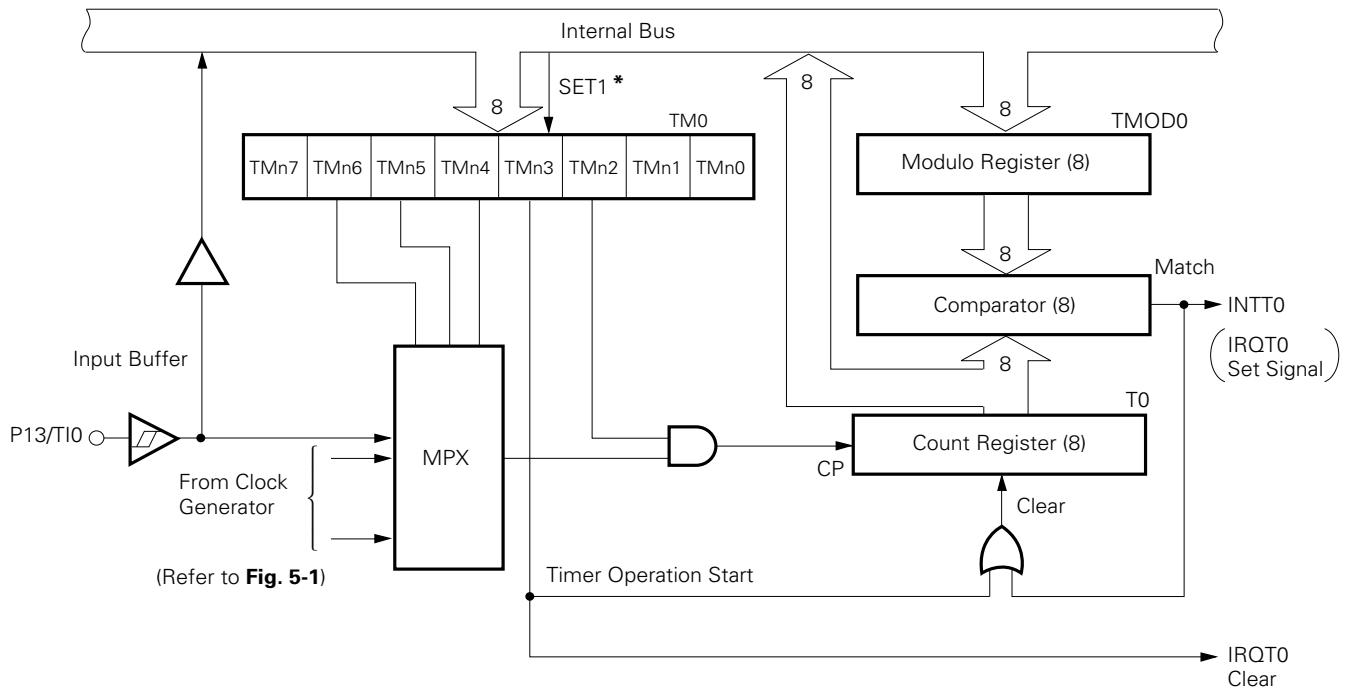 Internal Bus
SET1 *
8
8
8
TM0
TMOD0
TMn7 TMn6 TMn5 TMn4 TMn3 TMn2 TMn1 TMn0
Modulo Register (8)
8
Match
Comparator (8)
INTT0
(IRQT0
Set Signal)
8
Input Buffer
T0
P13/TI0
MPX
Count Register (8)
CP
From Clock
Generator
Clear
(Refer to Fig. 5-1)
Timer Operation Start
IRQT0
Clear